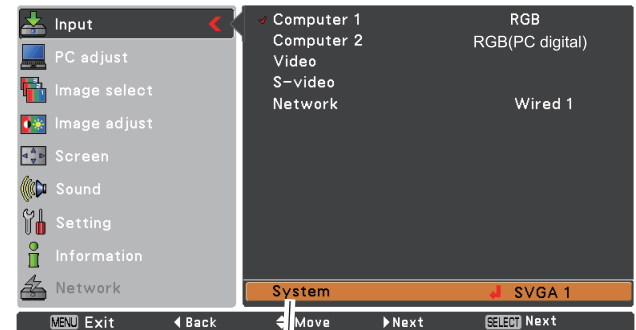 Input
PC adjust
Image select
Image adjust
Screen
Sound
Setting
Information
Network
Computer 1 RGB
Computer 2 RGB(PC digital)
Video
S-video
Network Wired 1
System SVGA 1
MENU Exit Back Move Next SELECT Next